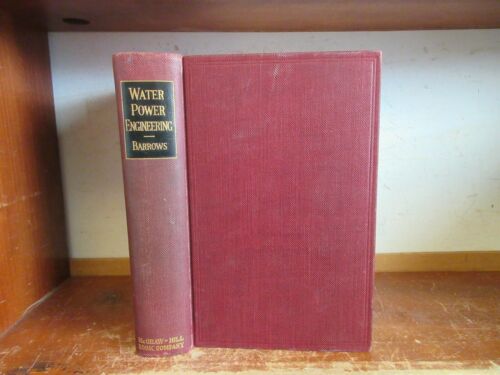 WATER
POWER
ENGINEERING
BARROWS
MCGRAW-HILL
BOOK COMPANY